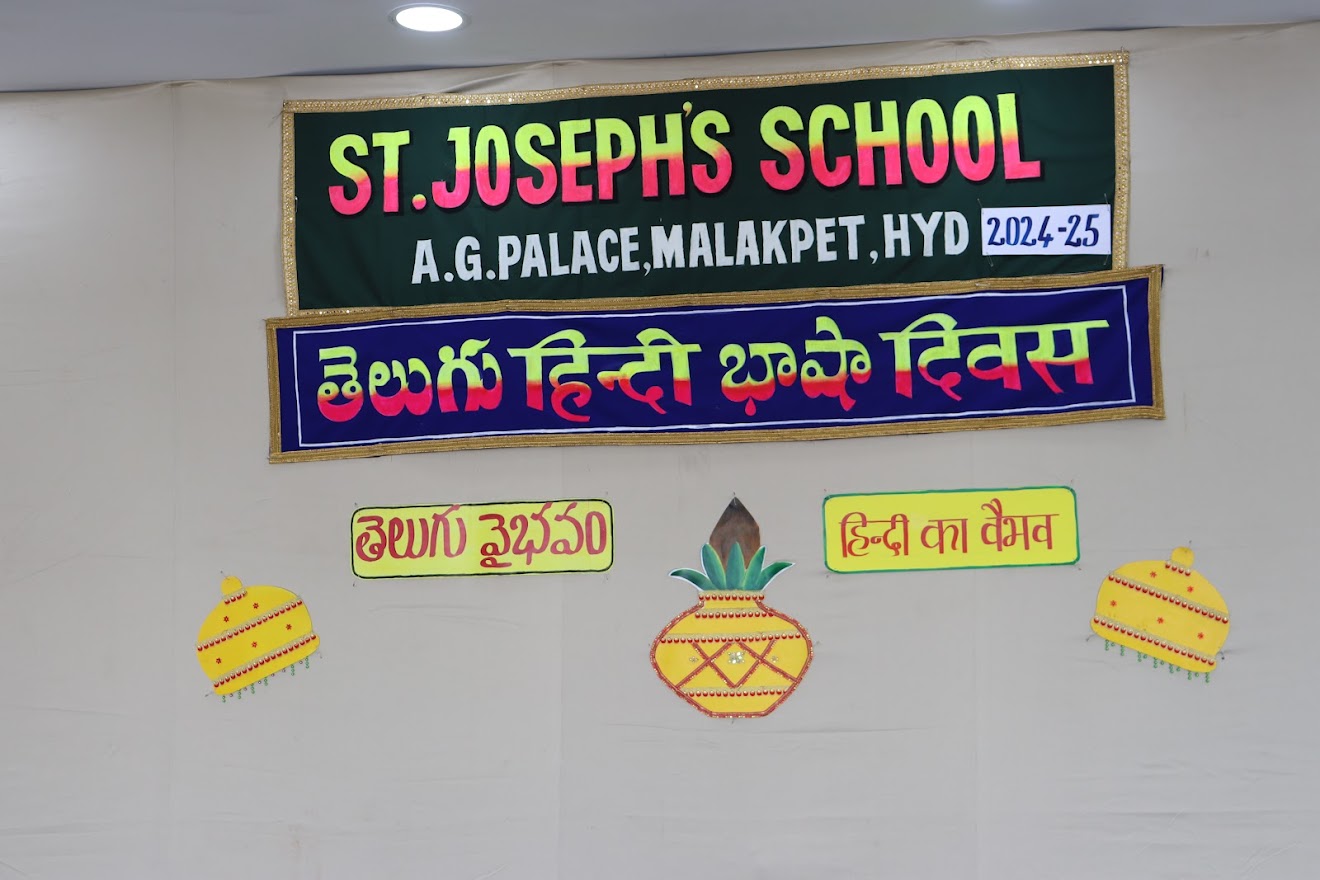 ST. JOSEPH'S SCHOOL
A.G. PALACE, MALAKPET, HYD 2024-25
తెలుగు हिन्दी భాషా दिवस
తెలుగు వైభవం
हिन्दी का वैभव